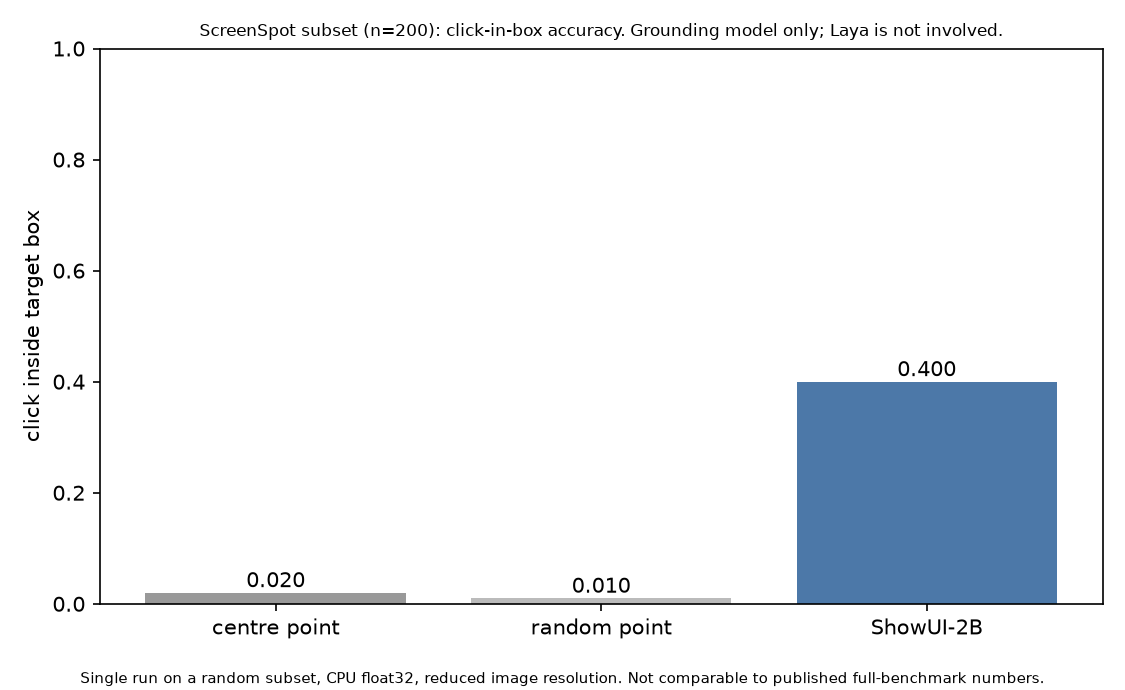 ScreenSpot subset (n=200): click-in-box accuracy. Grounding model only; Laya is not involved.
1.0
0.8
0.6
0.4
0.2
0.0
click inside target box
0.020
0.010
0.400
centre point
random point
ShowUI-2B
Single run on a random subset, CPU float32, reduced image resolution. Not comparable to published full-benchmark numbers.